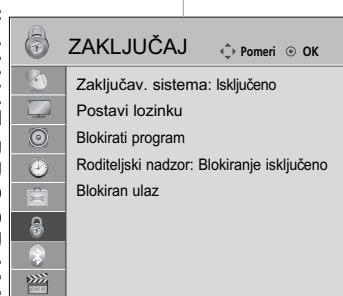 ZAKLJUČAJ Pomeri OK
Zaključav. sistema: Isključeno
Postavi lozinku
Blokirati program
Roditeljski nadzor: Blokiranje isključeno
Blokiran ulaz